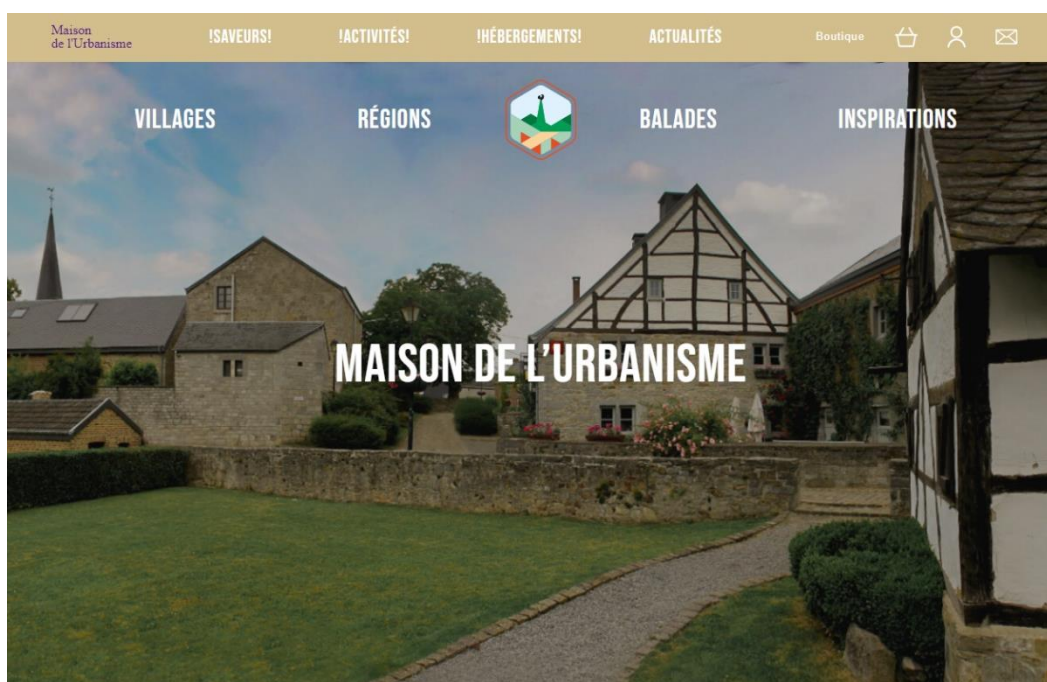 Maison
de l'Urbanisme
!SAVEURS!
!ACTIVITÉS!
!HÉBERGEMENTS!
ACTUALITÉS
Boutique
VILLAGES
RÉGIONS
BALADES
INSPIRATIONS
MAISON DE L'URBANISME